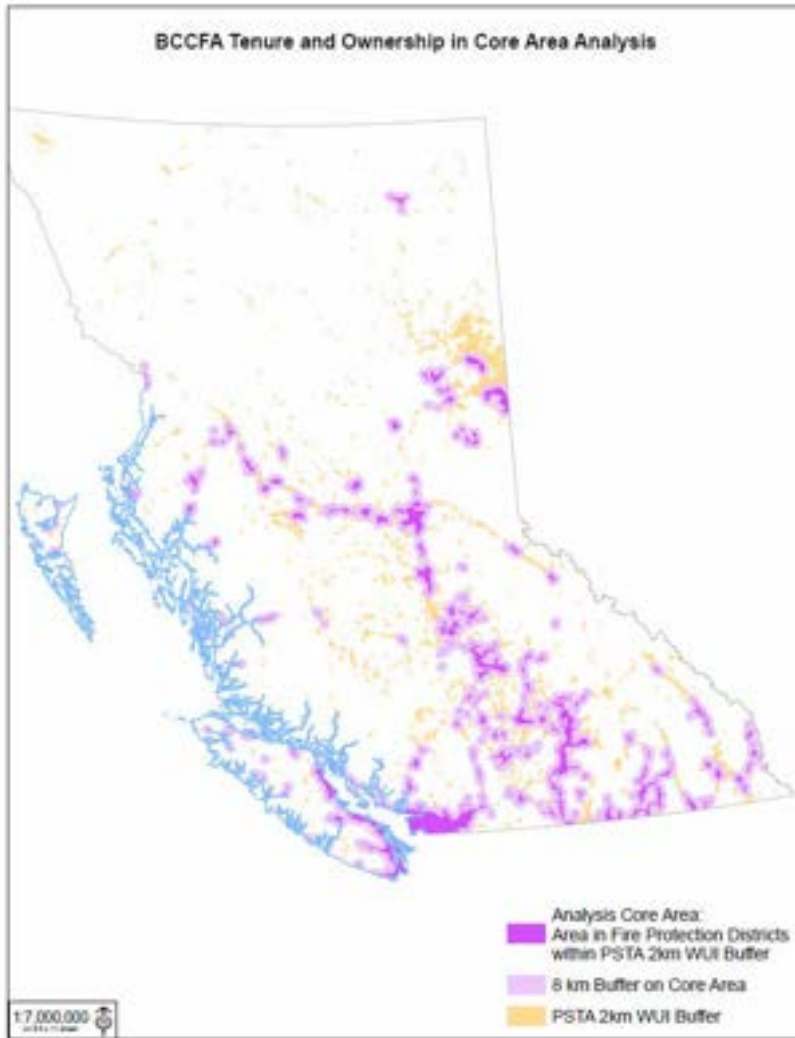 BCCFA Tenure and Ownership in Core Area Analysis
Analysis Core Area:
Area in Fire Protection Districts
within PSTA 2km WUI Buffer
8 km Buffer on Core Area
PSTA 2km WUI Buffer
1:7,000,000